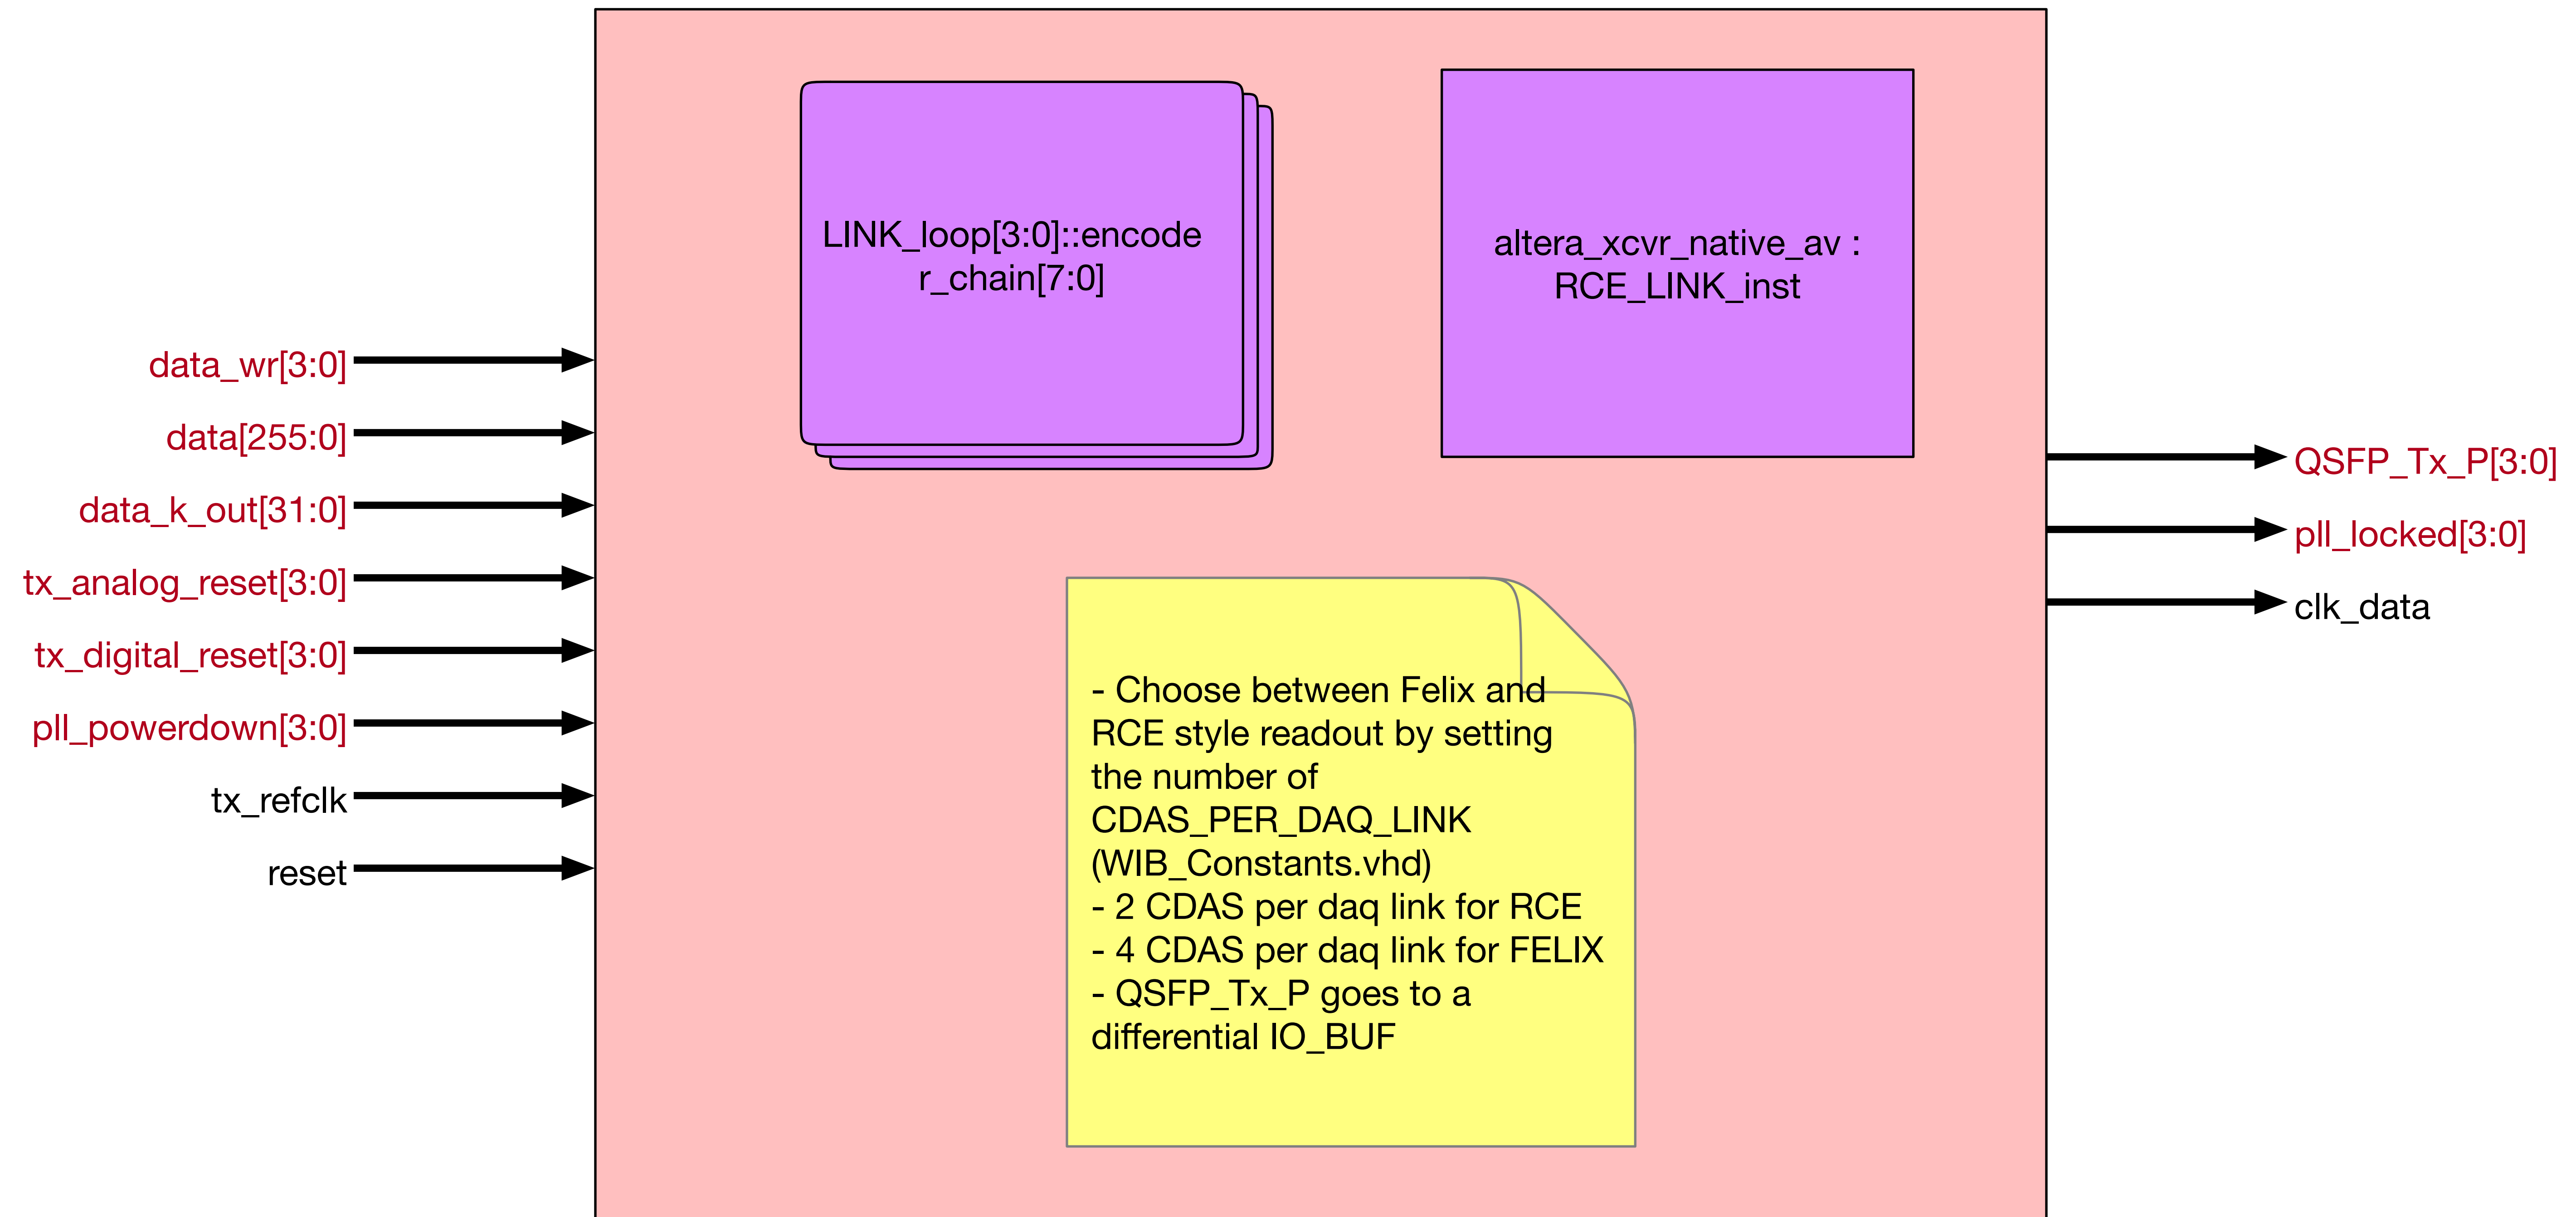 LINK_loop[3:0]::encode
r_chain[7:0]
altera_xcvr_native_av :
RCE_LINK_inst
data_wr[3:0]
data[255:0]
data_k_out[31:0]
tx_analog_reset[3:0]
tx_digital_reset[3:0]
pll_powerdown[3:0]
tx_refclk
reset
QSFP_Tx_P[3:0]
pll_locked[3:0]
clk_data
- Choose between Felix and
RCE style readout by setting
the number of
CDAS_PER_DAQ_LINK
(WIB_Constants.vhd)
- 2 CDAS per daq link for RCE
- 4 CDAS per daq link for FELIX
- QSFP_Tx_P goes to a
differential IO_BUF